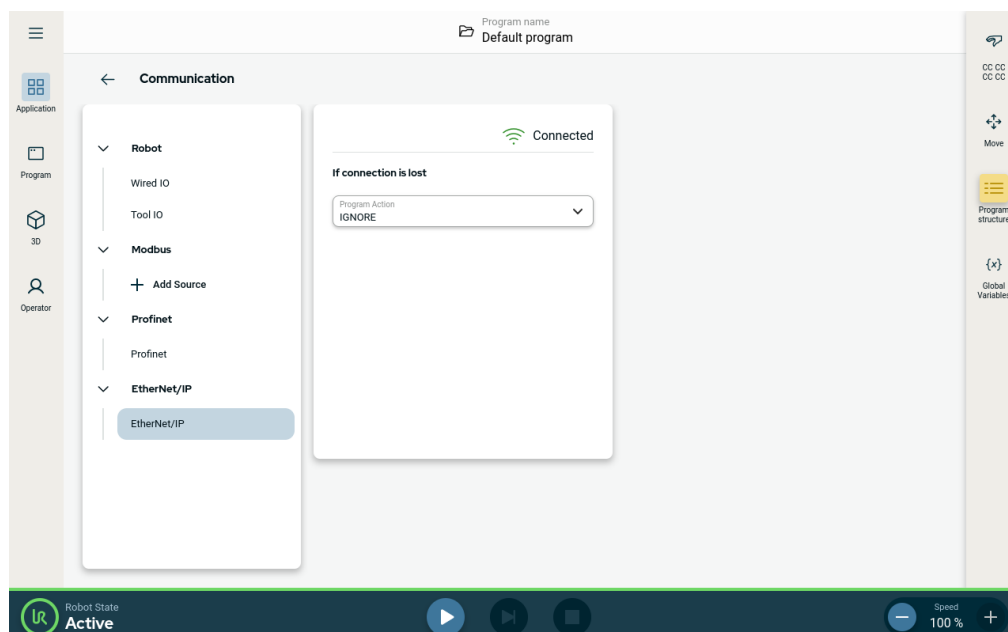 Program name
Default program
Application
Program
3D
Operator
Communication
Robot
Wired IO
Tool IO
Modbus
Add Source
Profinet
Profinet
EtherNet/IP
EtherNet/IP
Connected
If connection is lost
Program Action
IGNORE
CC CC
CC CC
Move
Program
structure
{x}
Global
Variables
Robot State
Active
Speed
100 %